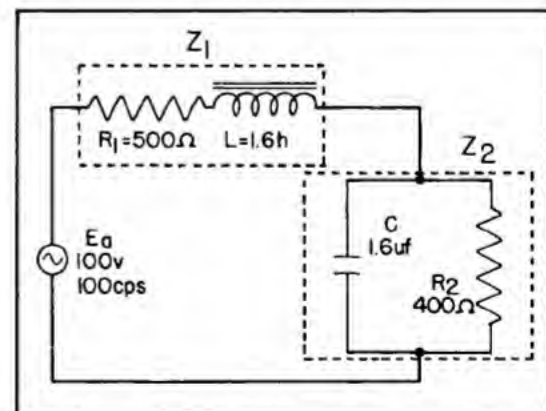 Z1
R1=500Ω L=1.6h
Z2
C
1.6uf
R2
400Ω
Ea
100v
100cps